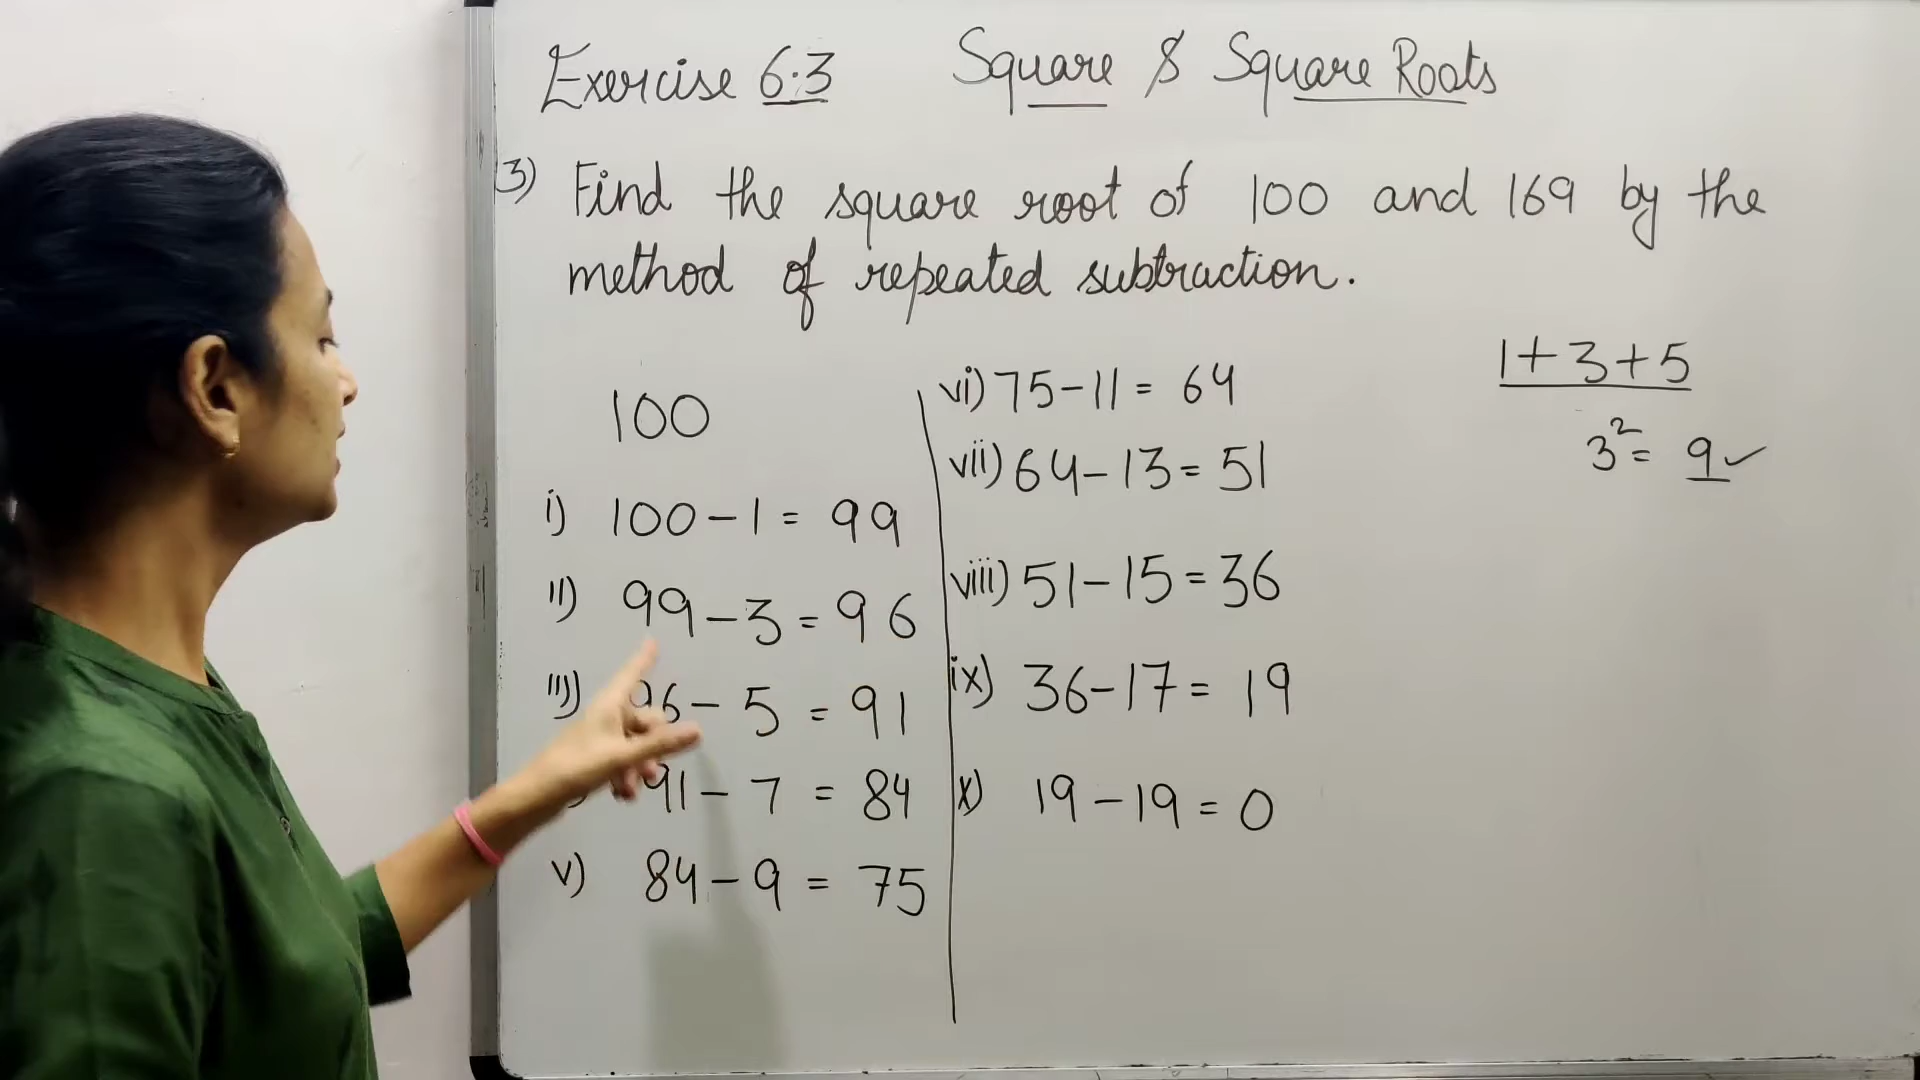 Exercise 6.3 Square & Square Roots
3) Find the square root of 100 and 169 by the
method of repeated subtraction.
100
i) 100 - 1 = 99
ii) 99 - 3 = 96
iii) 96 - 5 = 91
91 - 7 = 84
v) 84 - 9 = 75
vi) 75 - 11 = 64
vii) 64 - 13 = 51
viii) 51 - 15 = 36
ix) 36 - 17 = 19
x) 19 - 19 = 0
1 + 3 + 5
3² = 9 ✓